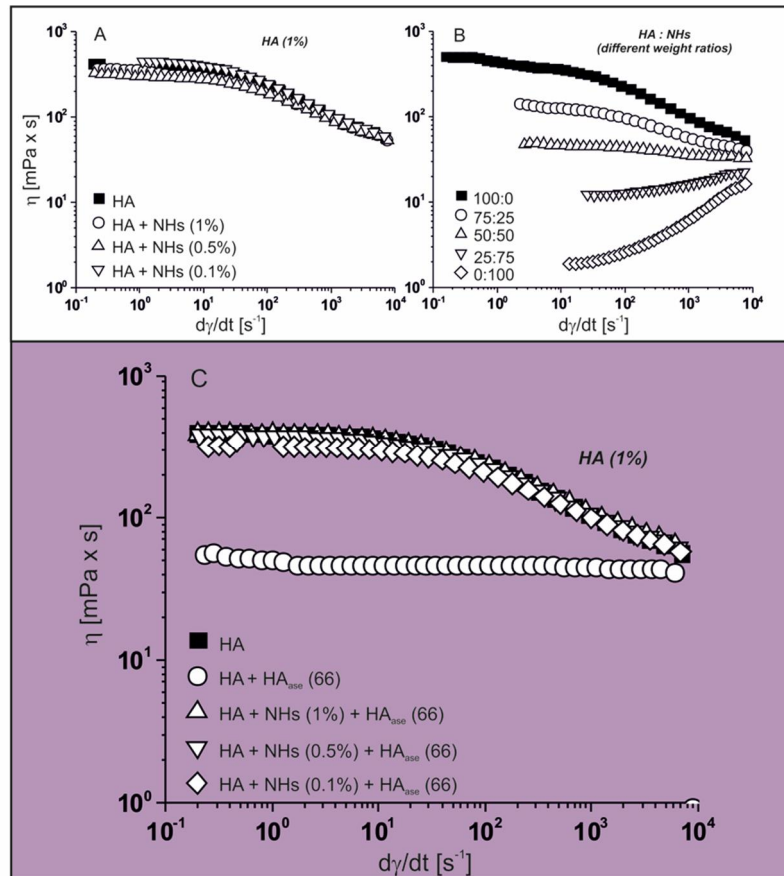 A
HA (1%)
η [mPa x s]
10³
10²
10¹
10⁰
HA
HA + NHs (1%)
HA + NHs (0.5%)
HA + NHs (0.1%)
10⁻¹ 10⁰ 10¹ 10² 10³ 10⁴
dγ/dt [s⁻¹]
B
HA : NHs
(different weight ratios)
η [mPa x s]
10³
10²
10¹
10⁰
100:0
75:25
50:50
25:75
0:100
10⁻¹ 10⁰ 10¹ 10² 10³ 10⁴
dγ/dt [s⁻¹]
C
HA (1%)
η [mPa x s]
10³
10²
10¹
10⁰
HA
HA + HAase (66)
HA + NHs (1%) + HAase (66)
HA + NHs (0.5%) + HAase (66)
HA + NHs (0.1%) + HAase (66)
10⁻¹ 10⁰ 10¹ 10² 10³ 10⁴
dγ/dt [s⁻¹]